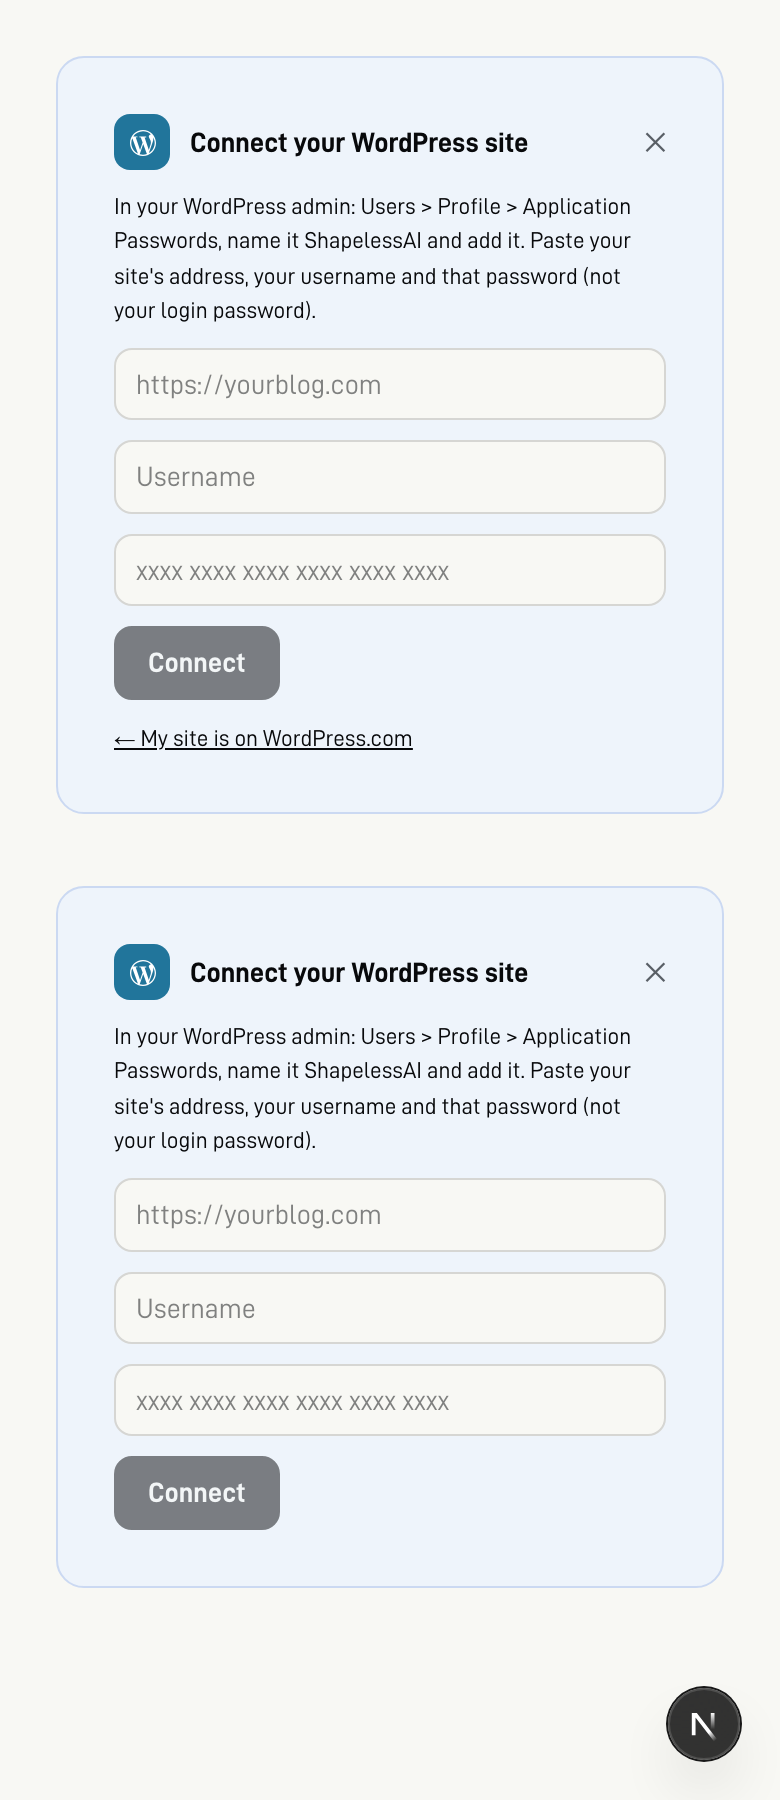 Connect your WordPress site
In your WordPress admin: Users > Profile > Application
Passwords, name it ShapelessAI and add it. Paste your
site's address, your username and that password (not
your login password).
https://yourblog.com
Username
xxxx xxxx xxxx xxxx xxxx xxxx
Connect
← My site is on WordPress.com
Connect your WordPress site
In your WordPress admin: Users > Profile > Application
Passwords, name it ShapelessAI and add it. Paste your
site's address, your username and that password (not
your login password).
https://yourblog.com
Username
xxxx xxxx xxxx xxxx xxxx xxxx
Connect
N